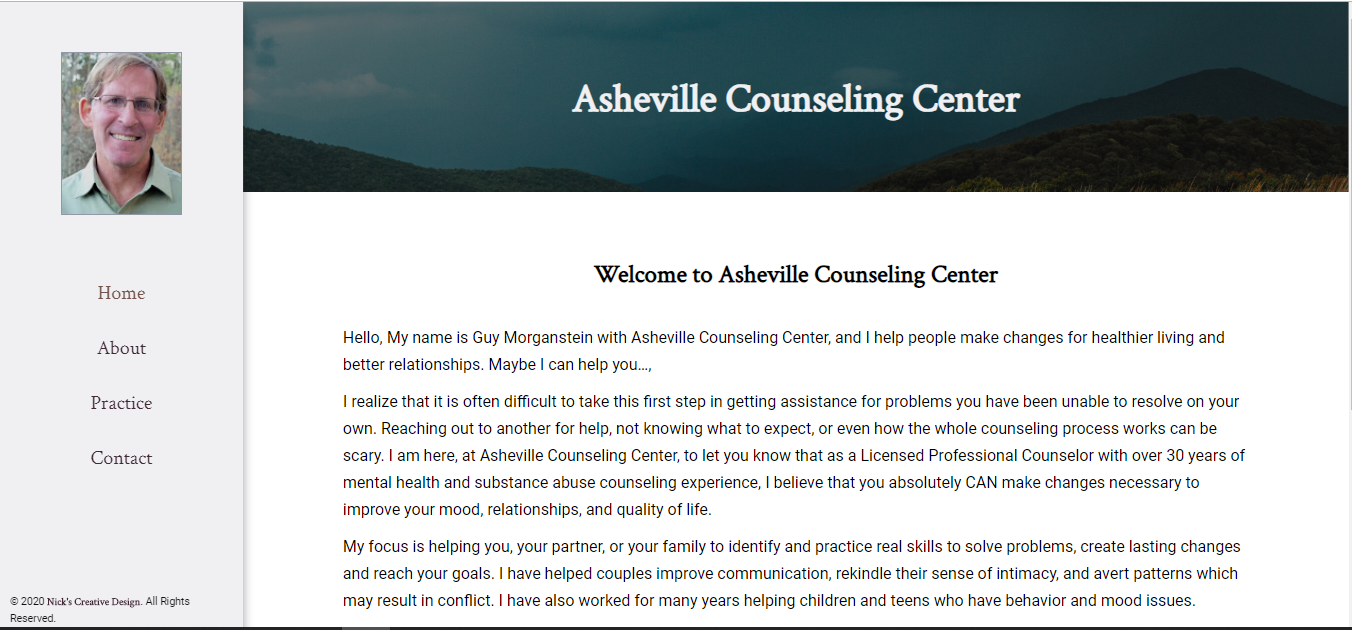 Asheville Counseling Center
Home
About
Practice
Contact
© 2020 Nick's Creative Design. All Rights
Reserved.
Welcome to Asheville Counseling Center
Hello, My name is Guy Morganstein with Asheville Counseling Center, and I help people make changes for healthier living and
better relationships. Maybe I can help you...,
I realize that it is often difficult to take this first step in getting assistance for problems you have been unable to resolve on your
own. Reaching out to another for help, not knowing what to expect, or even how the whole counseling process works can be
scary. I am here, at Asheville Counseling Center, to let you know that as a Licensed Professional Counselor with over 30 years of
mental health and substance abuse counseling experience, I believe that you absolutely CAN make changes necessary to
improve your mood, relationships, and quality of life.
My focus is helping you, your partner, or your family to identify and practice real skills to solve problems, create lasting changes
and reach your goals. I have helped couples improve communication, rekindle their sense of intimacy, and avert patterns which
may result in conflict. I have also worked for many years helping children and teens who have behavior and mood issues.